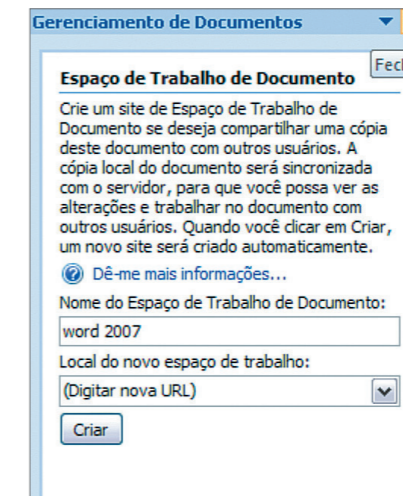 Gerenciamento de Documentos
Espaço de Trabalho de Documento
Crie um site de Espaço de Trabalho de
Documento se deseja compartilhar uma cópia
deste documento com outros usuários. A
cópia local do documento será sincronizada
com o servidor, para que você possa ver as
alterações e trabalhar no documento com
outros usuários. Quando você clicar em Criar,
um novo site será criado automaticamente.
Dê-me mais informações...
Nome do Espaço de Trabalho de Documento:
word 2007
Local do novo espaço de trabalho:
(Digitar nova URL)
Criar